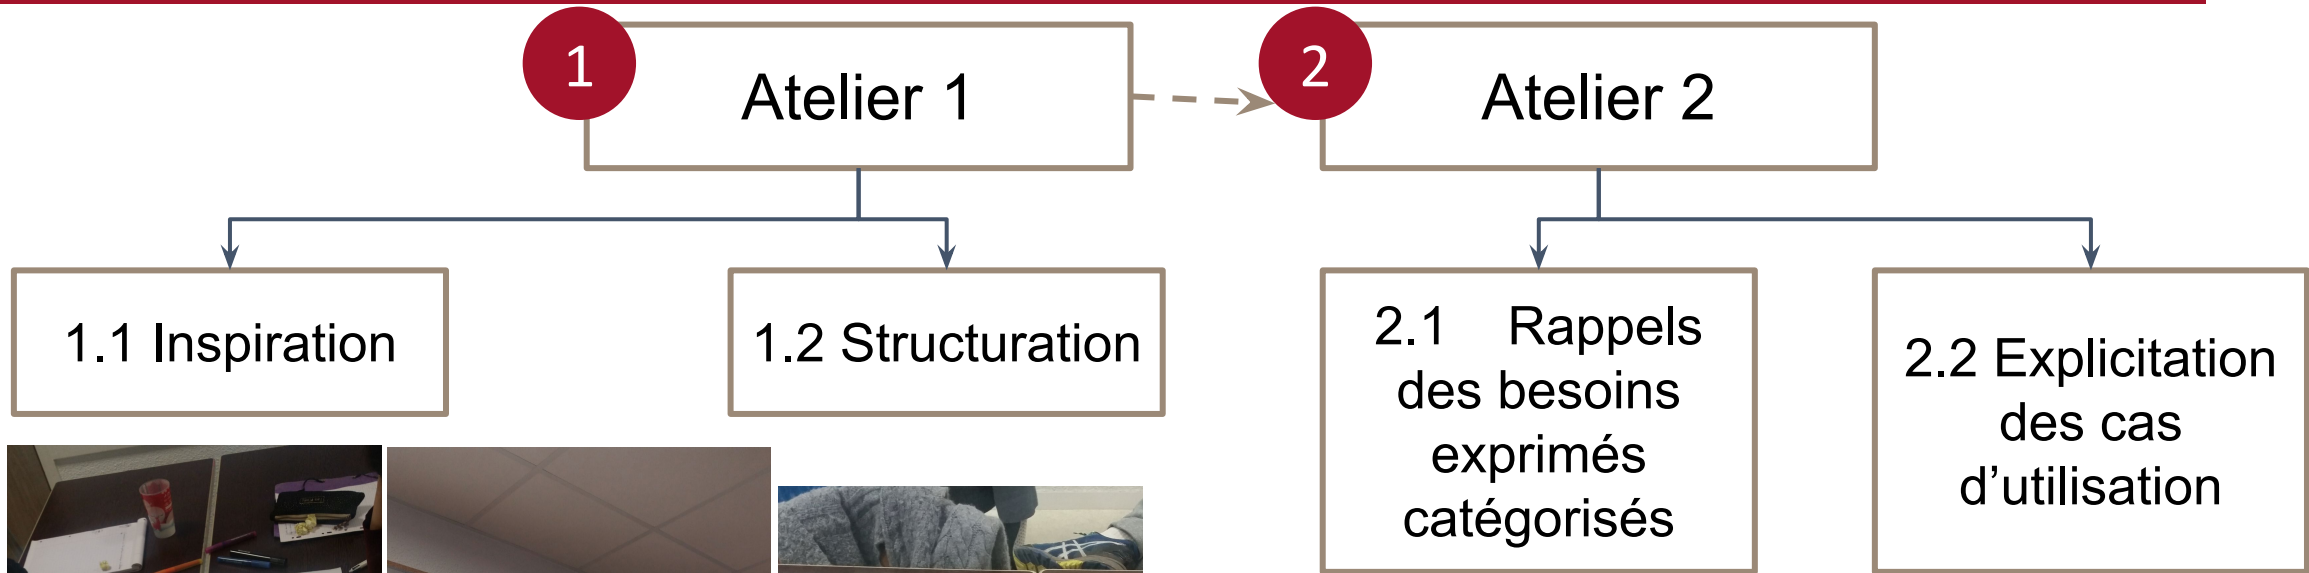 1
Atelier 1
2
Atelier 2
1.1 Inspiration
1.2 Structuration
2.1 Rappels
des besoins
exprimés
catégorisés
2.2 Explicitation
des cas
d’utilisation